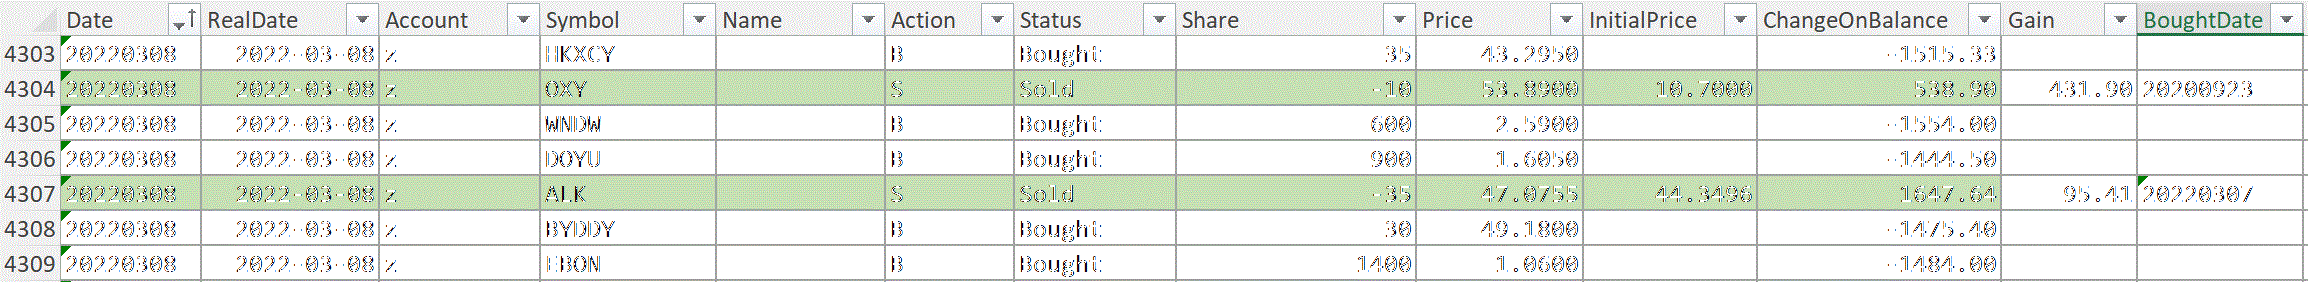 Date RealDate Account Symbol Name Action Status Share Price InitialPrice ChangeOnBalance Gain BoughtDate
4303 20220308 2022-03-08 z HKXCY B Bought 35 43.2950 -1515.33
4304 20220308 2022-03-08 z OXY S Sold -10 53.8900 10.7000 538.90 431.90 20200923
4305 20220308 2022-03-08 z WNDW B Bought 600 2.5900 -1554.00
4306 20220308 2022-03-08 z DOYU B Bought 900 1.6050 -1444.50
4307 20220308 2022-03-08 z ALK S Sold -35 47.0755 44.3496 1647.64 95.41 20220307
4308 20220308 2022-03-08 z BYDDY B Bought 30 49.1800 -1475.40
4309 20220308 2022-03-08 z EBON B Bought 1400 1.0600 -1484.00